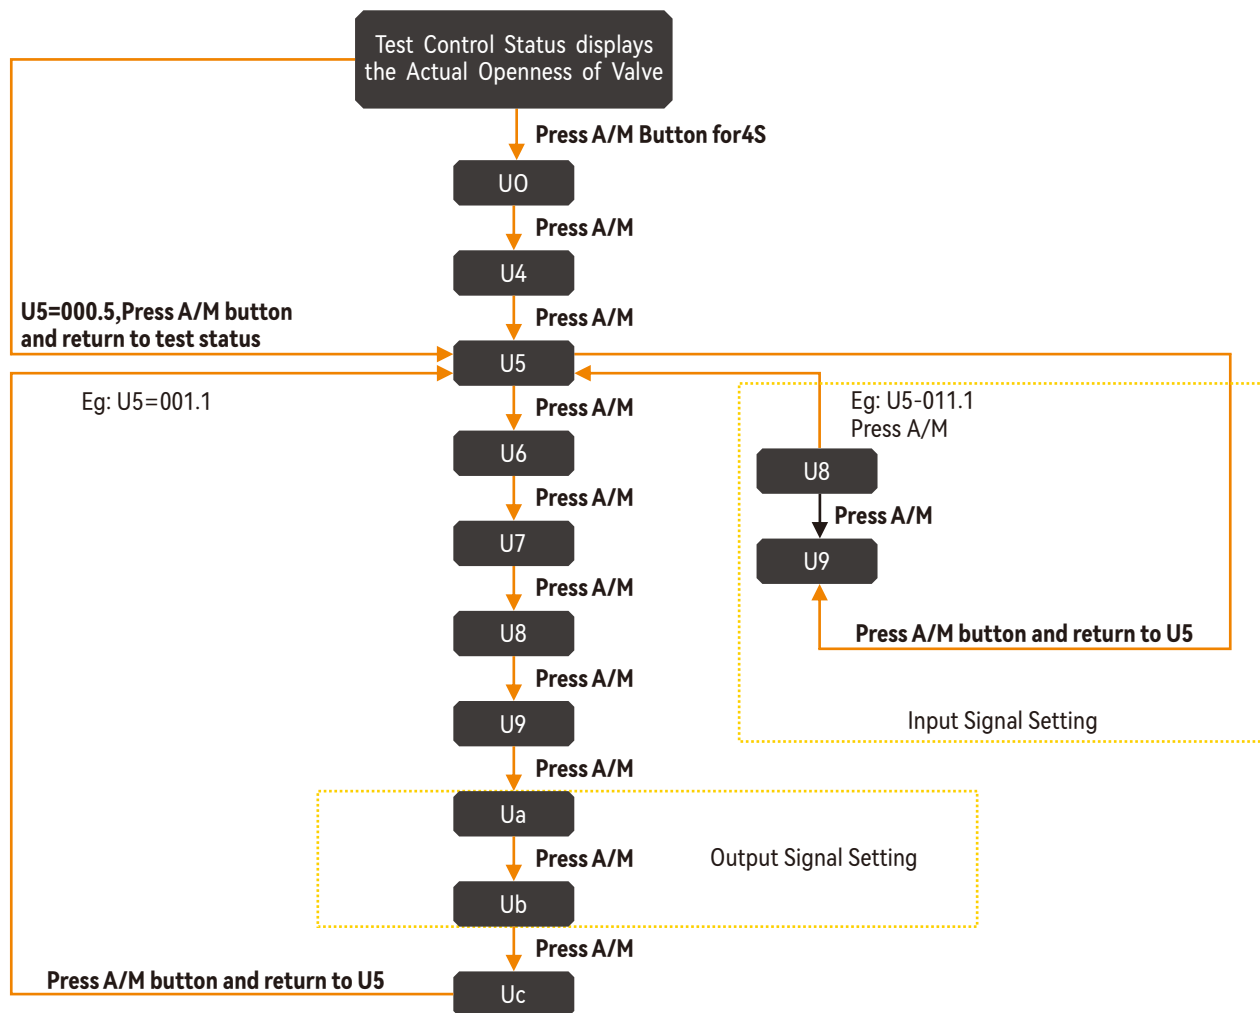 Test Control Status displays
the Actual Openness of Valve
Press A/M Button for4S
U0
Press A/M
U4
Press A/M
U5=000.5,Press A/M button
and return to test status
U5
Eg: U5=001.1
Press A/M
Eg: U5-011.1
Press A/M
U6
U8
Press A/M
Press A/M
U7
U9
Press A/M
U8
Press A/M button and return to U5
Press A/M
U9
Input Signal Setting
Press A/M
Ua
Press A/M
Output Signal Setting
Ub
Press A/M
Press A/M button and return to U5
Uc